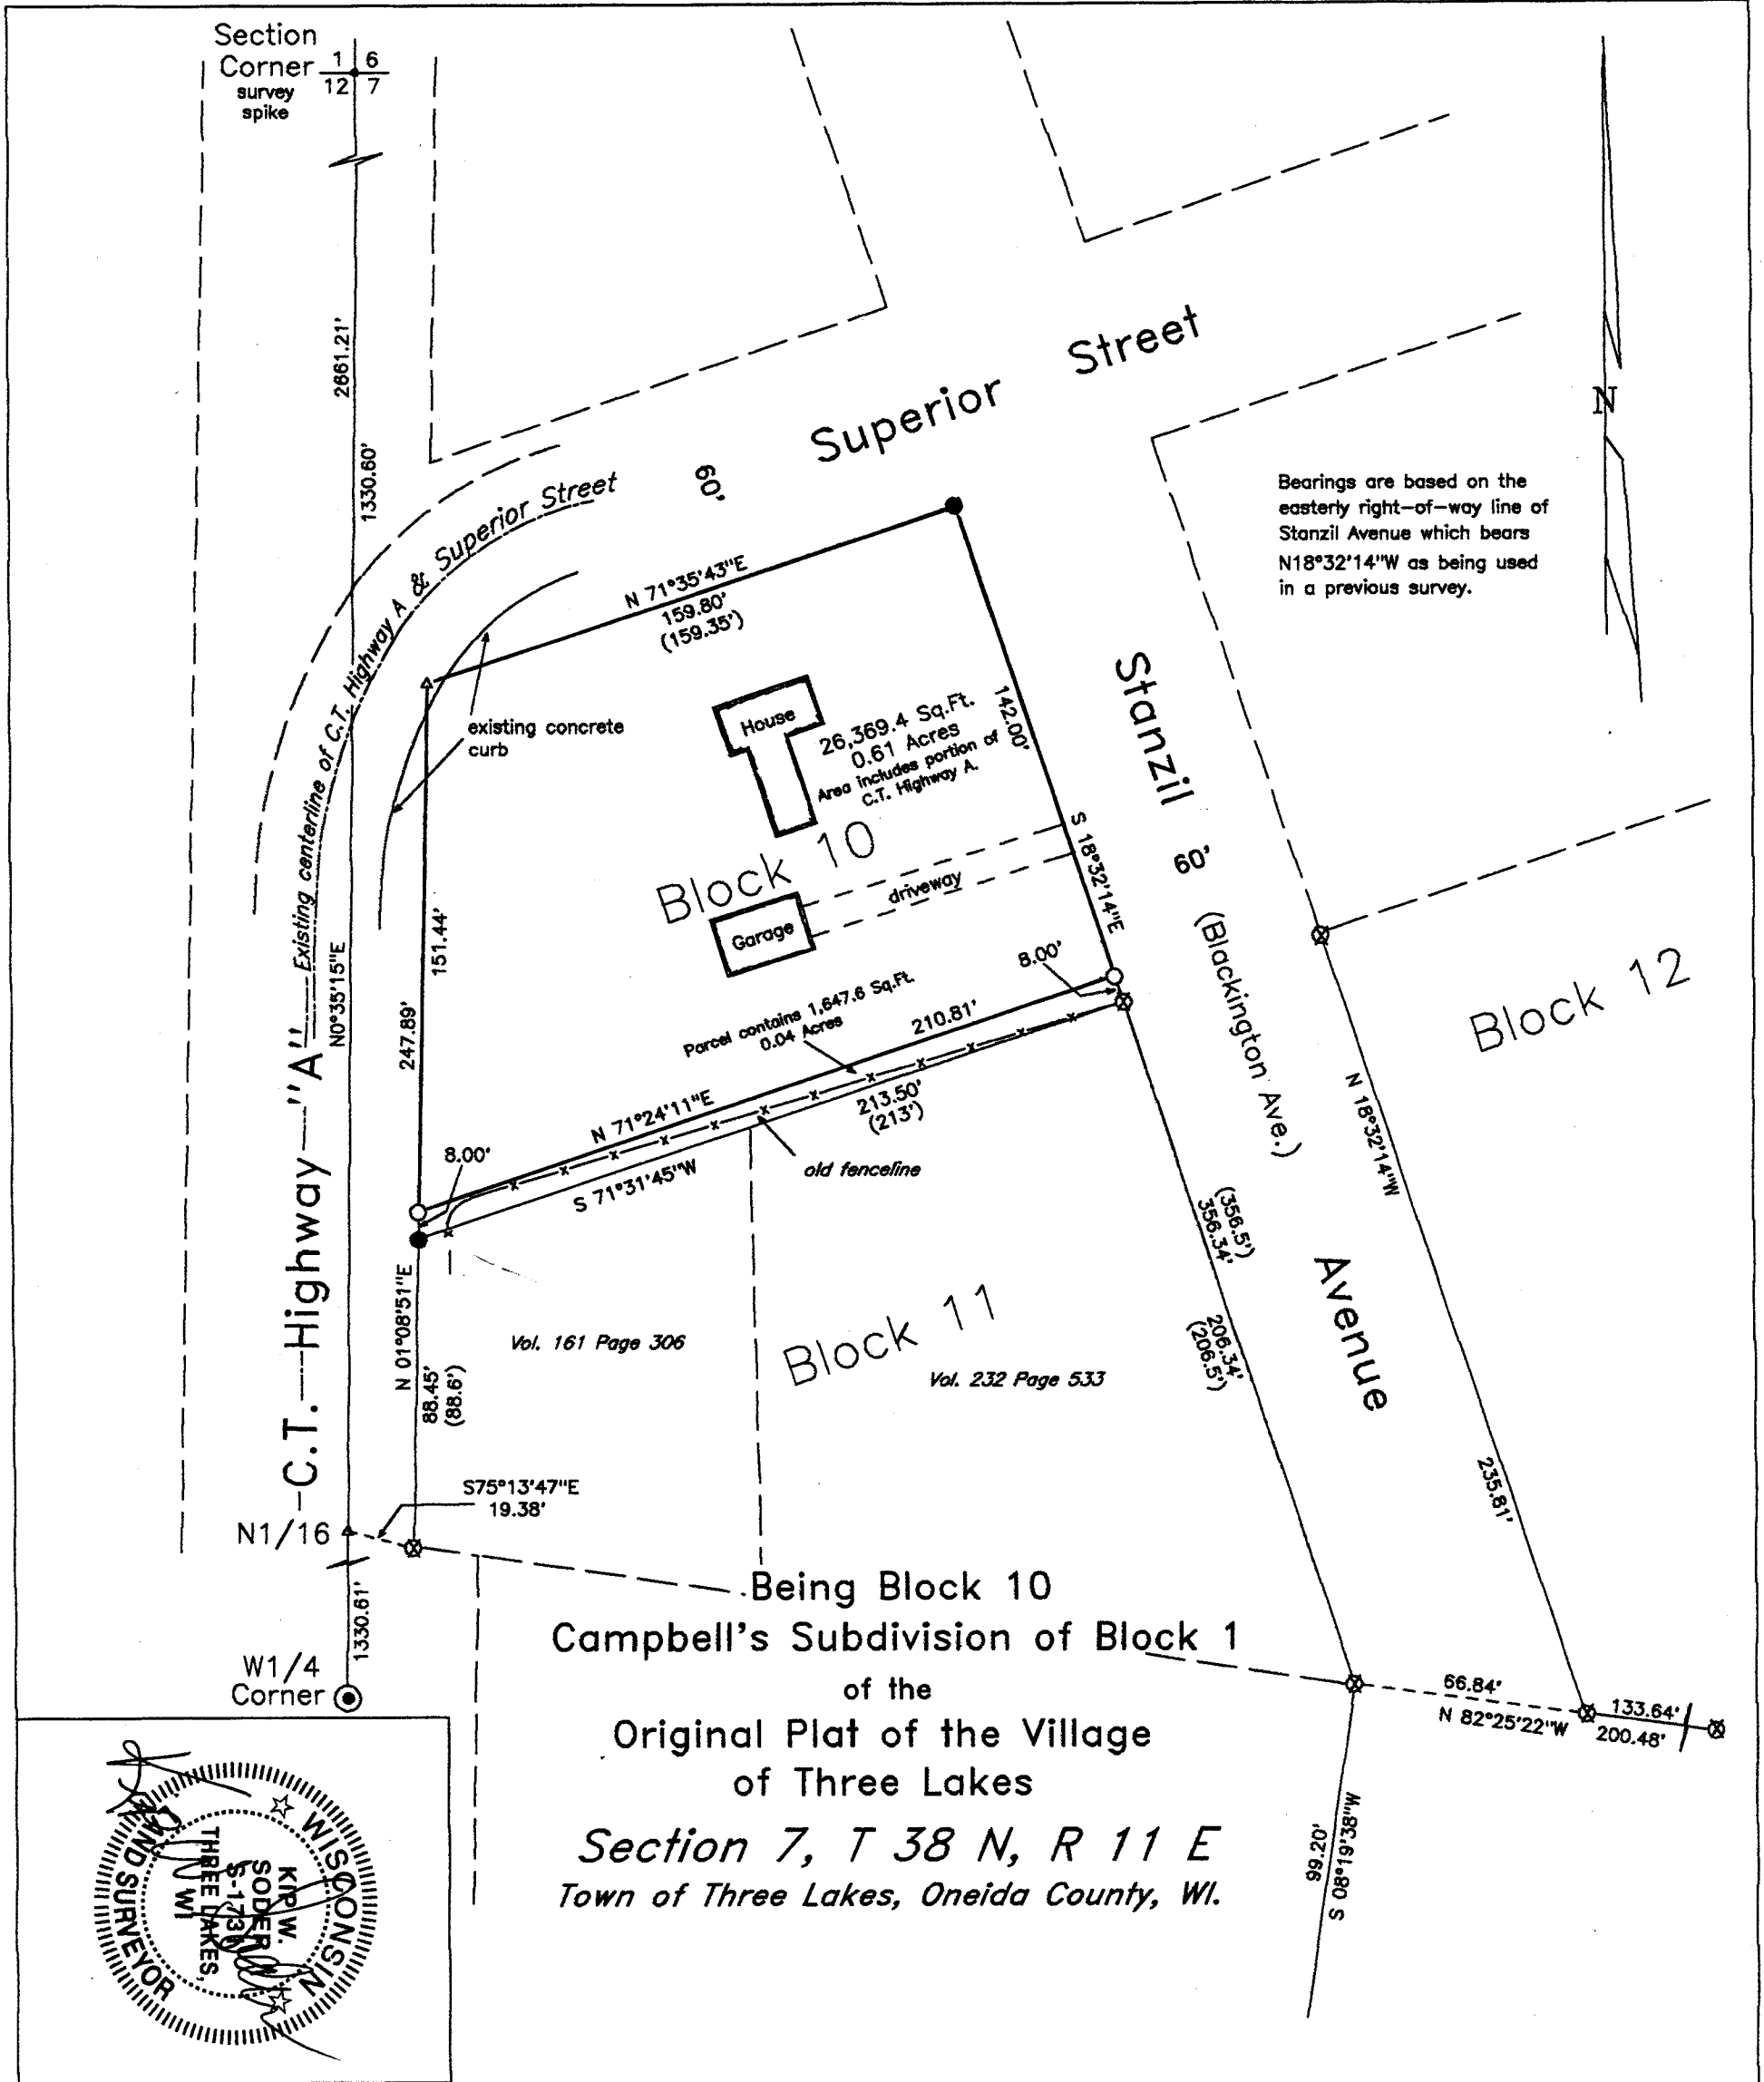 Section
Corner
survey
spike
1 6
12 7
2661.21'
1330.60'
Superior Street
60'
N
Bearings are based on the
easterly right-of-way line of
Stanzil Avenue which bears
N18°32'14"W as being used
in a previous survey.
Existing centerline of C.T. Highway A & Superior Street
N 71°35'43"E
159.80'
(159.35')
existing concrete
curb
House
26,369.4 Sq.Ft.
0.61 Acres
Area includes portion of
C.T. Highway A.
142.00'
S 18°32'14"E
Stanzil
60'
(Blackington Ave.)
Avenue
Block 10
driveway
Garage
151.44'
247.89'
N0°35'15"E
C.T. Highway "A"
8.00'
Parcel contains 1,647.6 Sq.Ft.
0.04 Acres
210.81'
N 71°24'11"E
213.50'
(213')
S 71°31'45"W
old fenceline
8.00'
Block 12
N 18°32'14"W
235.81'
(356.5')
356.34'
206.34'
(206.5')
N 01°08'51"E
88.45'
(88.6')
Vol. 161 Page 306
Block 11
Vol. 232 Page 533
S75°13'47"E
19.38'
N1/16
1330.61'
W1/4
Corner
Being Block 10
Campbell's Subdivision of Block 1
of the
Original Plat of the Village
of Three Lakes
Section 7, T 38 N, R 11 E
Town of Three Lakes, Oneida County, WI.
66.84'
N 82°25'22"W
133.64'
200.48'
99.20'
S 08°19'38"W
WISCONSIN
KIP W.
SODER
THREE LAKES,
WI
LAND SURVEYOR